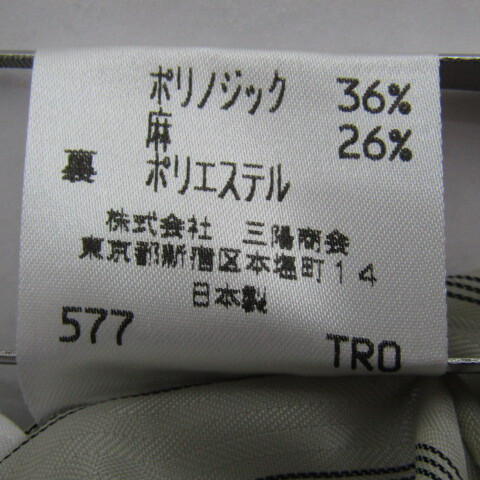 ポリノジック 36%
麻 26%
裏 ポリエステル
株式会社 三陽商会
東京都新宿区本塩町14
日本製
577 TRO